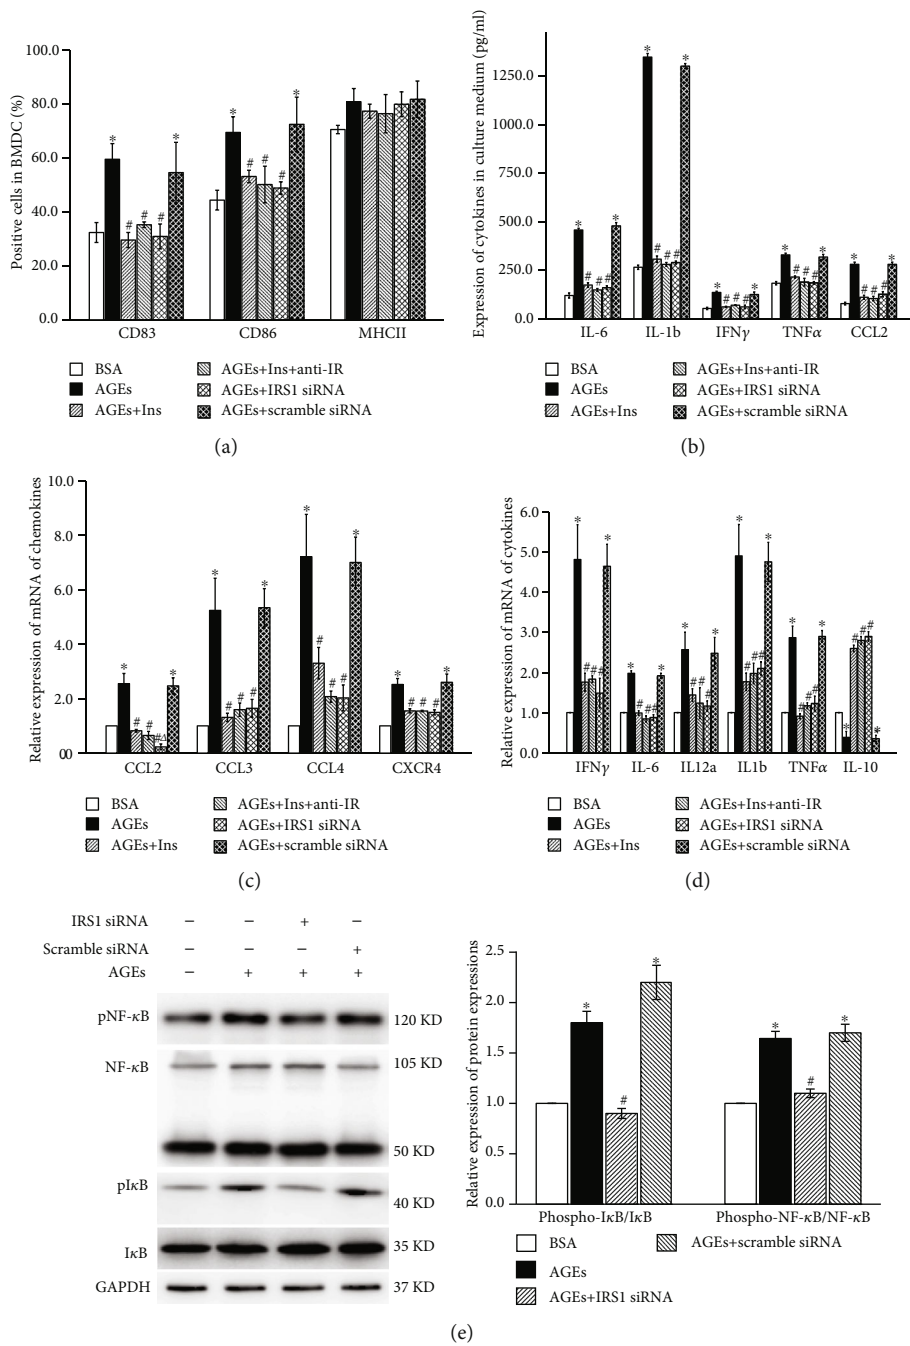 Positive cells in BMDC (%)
100.0
80.0
60.0
40.0
20.0
0.0
* # # # * * # # # *
CD83 CD86 MHCII
BSA
AGEs
AGEs+Ins
AGEs+Ins+anti-IR
AGEs+IRS1 siRNA
AGEs+scramble siRNA
(a)
Expression of cytokines in culture medium (pg/ml)
1250.0
1000.0
750.0
500.0
250.0
0.0
* # # # * * # # # * * # # # * * # # # * * # # # *
IL-6 IL-1b IFNγ TNFα CCL2
BSA
AGEs
AGEs+Ins
AGEs+Ins+anti-IR
AGEs+IRS1 siRNA
AGEs+scramble siRNA
(b)
Relative expression of mRNA of chemokines
10.0
8.0
6.0
4.0
2.0
00
* # # #Δ * * # # # * * # # # * * # # # *
CCL2 CCL3 CCL4 CXCR4
BSA
AGEs
AGEs+Ins
AGEs+Ins+anti-IR
AGEs+IRS1 siRNA
AGEs+scramble siRNA
(c)
Relative expression of mRNA of cytokines
6.0
5.0
4.0
3.0
2.0
1.0
0.0
* # # # * * # # # * * # # # * * # # # * * # # # * * # # # *
IFNγ IL-6 IL12a IL1b TNFα IL-10
BSA
AGEs
AGEs+Ins
AGEs+Ins+anti-IR
AGEs+IRS1 siRNA
AGEs+scramble siRNA
(d)
IRS1 siRNA − − + −
Scramble siRNA − − − +
AGEs − + + +
pNF-κB 120 KD
NF-κB 105 KD
50 KD
pIκB 40 KD
IκB 35 KD
GAPDH 37 KD
Relative expression of protein expressions
2.5
2.0
1.5
1.0
0.5
0.0
* # * * # *
Phospho-IκB/IκB Phospho-NF-κB/NF-κB
BSA
AGEs
AGEs+IRS1 siRNA
AGEs+scramble siRNA
(e)